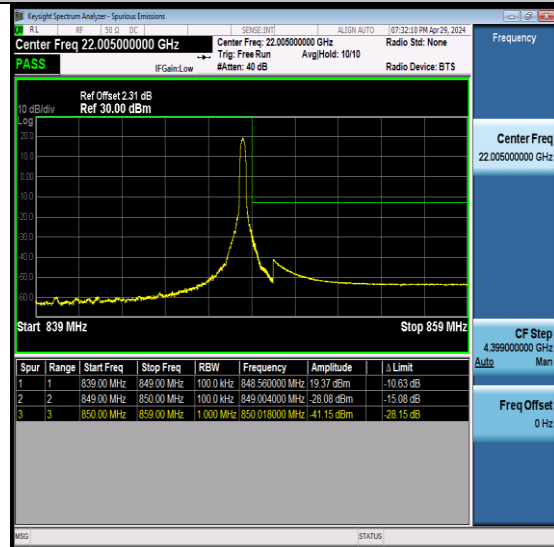 Keysight Spectrum Analyzer - Spurious Emissions
RL RF 50 Ω DC SENSE:INT ALIGN AUTO 07:32:10 PM Apr 29, 2024
Center Freq 22.005000000 GHz Center Freq: 22.005000000 GHz Radio Std: None
Trig: Free Run Avg|Hold: 10/10
PASS IFGain:Low #Atten: 40 dB Radio Device: BTS
Ref Offset 2.31 dB
10 dB/div Ref 30.00 dBm
Log
20.0
10.0
0.00
-10.0
-20.0
-30.0
-40.0
-50.0
-60.0
Start 839 MHz Stop 859 MHz
Spur Range Start Freq Stop Freq RBW Frequency Amplitude Δ Limit
1 1 839.00 MHz 849.00 MHz 100.0 kHz 848.560000 MHz 19.37 dBm -10.63 dB
2 2 849.00 MHz 850.00 MHz 100.0 kHz 849.004000 MHz -28.08 dBm -15.08 dB
3 3 850.00 MHz 859.00 MHz 1.000 MHz 850.018000 MHz -41.15 dBm -28.15 dB
MSG STATUS
Frequency
Center Freq
22.005000000 GHz
CF Step
4.399000000 GHz
Auto Man
Freq Offset
0 Hz